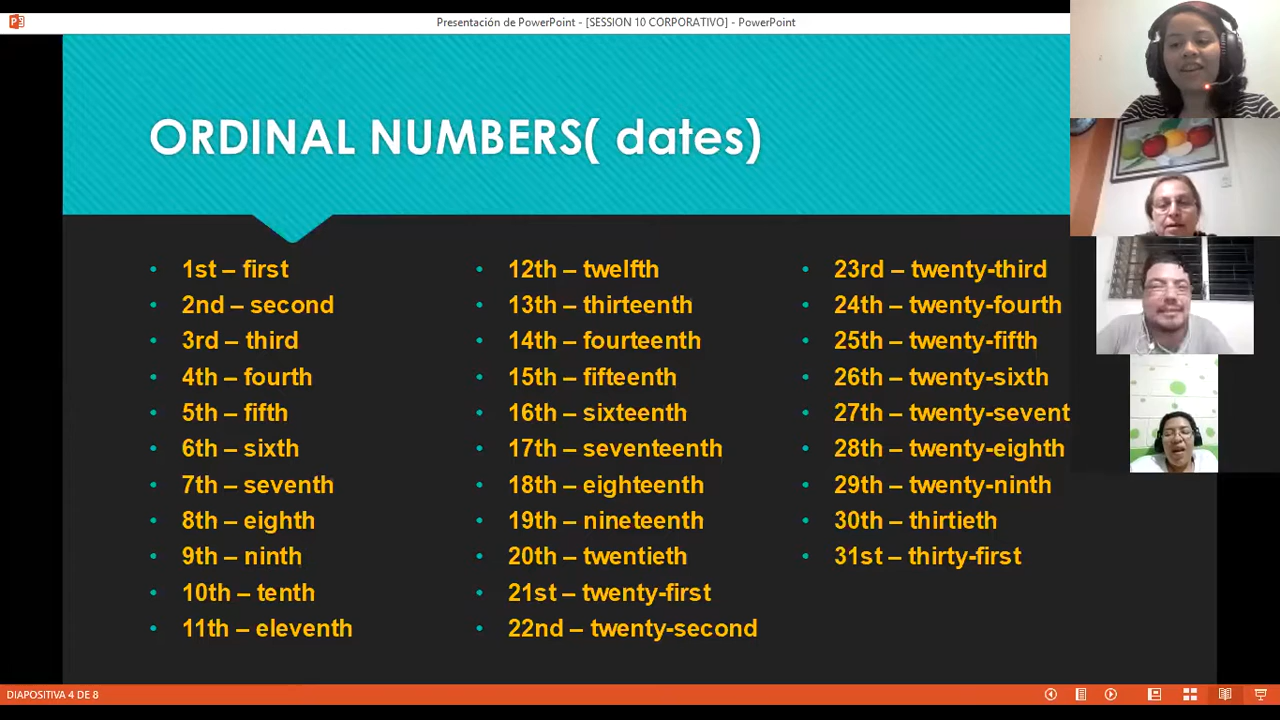 Presentación de PowerPoint - [SESSION 10 CORPORATIVO] - PowerPoint
ORDINAL NUMBERS( dates)
• 1st – first
• 2nd – second
• 3rd – third
• 4th – fourth
• 5th – fifth
• 6th – sixth
• 7th – seventh
• 8th – eighth
• 9th – ninth
• 10th – tenth
• 11th – eleventh
• 12th – twelfth
• 13th – thirteenth
• 14th – fourteenth
• 15th – fifteenth
• 16th – sixteenth
• 17th – seventeenth
• 18th – eighteenth
• 19th – nineteenth
• 20th – twentieth
• 21st – twenty-first
• 22nd – twenty-second
• 23rd – twenty-third
• 24th – twenty-fourth
• 25th – twenty-fifth
• 26th – twenty-sixth
• 27th – twenty-sevent
• 28th – twenty-eighth
• 29th – twenty-ninth
• 30th – thirtieth
• 31st – thirty-first
DIAPOSITIVA 4 DE 8